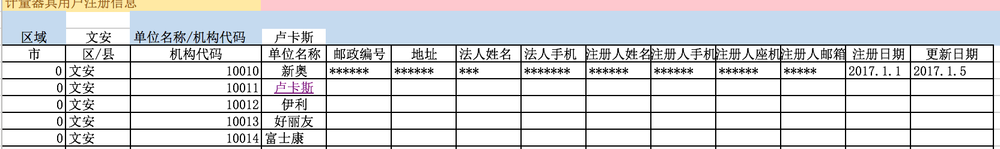 计量器具用户注册信息
区域 文安 单位名称/机构代码 卢卡斯
市 区/县 机构代码 单位名称 邮政编号 地址 法人姓名 法人手机 注册人姓名 注册人手机 注册人座机 注册人邮箱 注册日期 更新日期
0 文安 10010 新奥 ****** ****** *** ******* ****** ****** ****** ***** 2017.1.1 2017.1.5
0 文安 10011 卢卡斯
0 文安 10012 伊利
0 文安 10013 好丽友
0 文安 10014 富士康